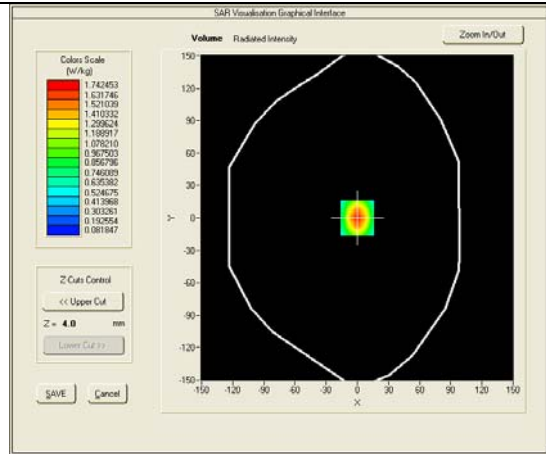 SAR Visualisation Graphical Interface
Volume Radiated Intensity
Zoom In/Out
Colors Scale
(W/kg)
1.742453
1.631746
1.521039
1.410332
1.299624
1.188917
1.078210
0.967503
0.856796
0.746089
0.635382
0.524675
0.413968
0.303261
0.192554
0.081847
Z Cuts Control
<< Upper Cut
Z = 4.0 mm
Lower Cut >>
SAVE Cancel
150
120
90
60
30
0
-30
-60
-90
-120
-150
Y
-150 -120 -90 -60 -30 0 30 60 90 120 150
X